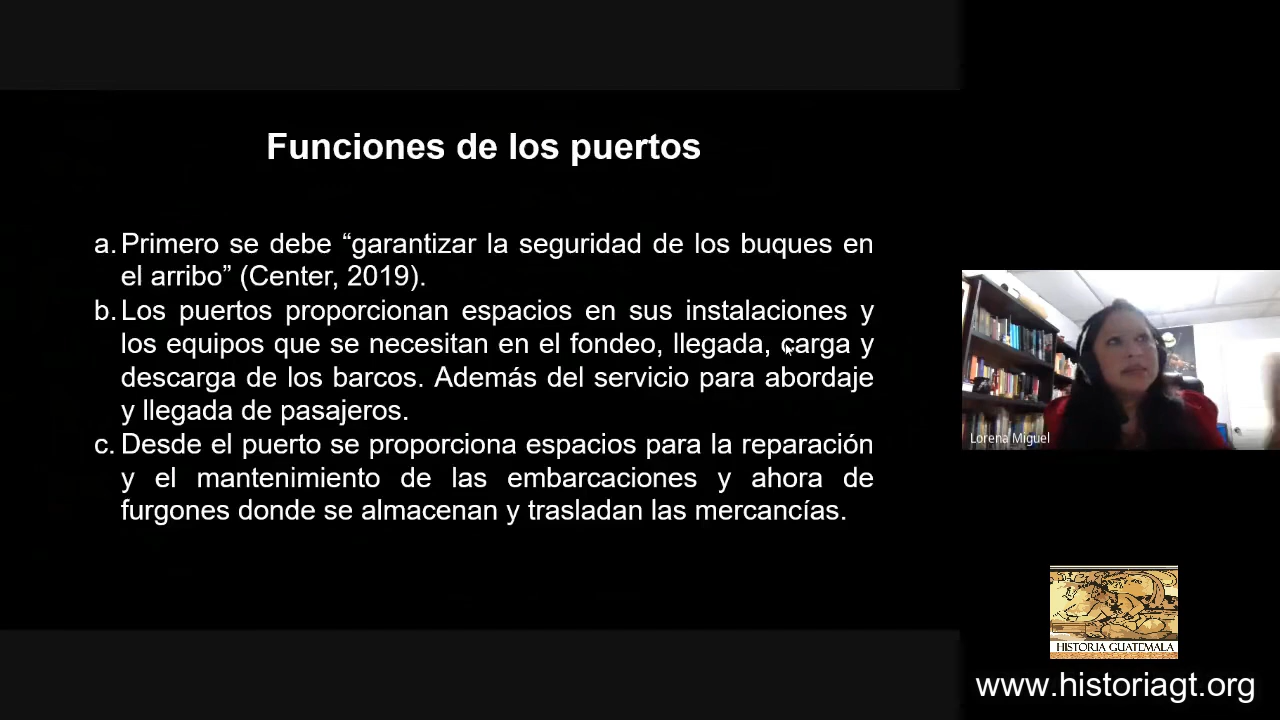 Funciones de los puertos
a. Primero se debe “garantizar la seguridad de los buques en
el arribo” (Center, 2019).
b. Los puertos proporcionan espacios en sus instalaciones y
los equipos que se necesitan en el fondeo, llegada, carga y
descarga de los barcos. Además del servicio para abordaje
y llegada de pasajeros.
c. Desde el puerto se proporciona espacios para la reparación
y el mantenimiento de las embarcaciones y ahora de
furgones donde se almacenan y trasladan las mercancías.
Lorena Miguel
HISTORIA GUATEMALA
www.historiagt.org